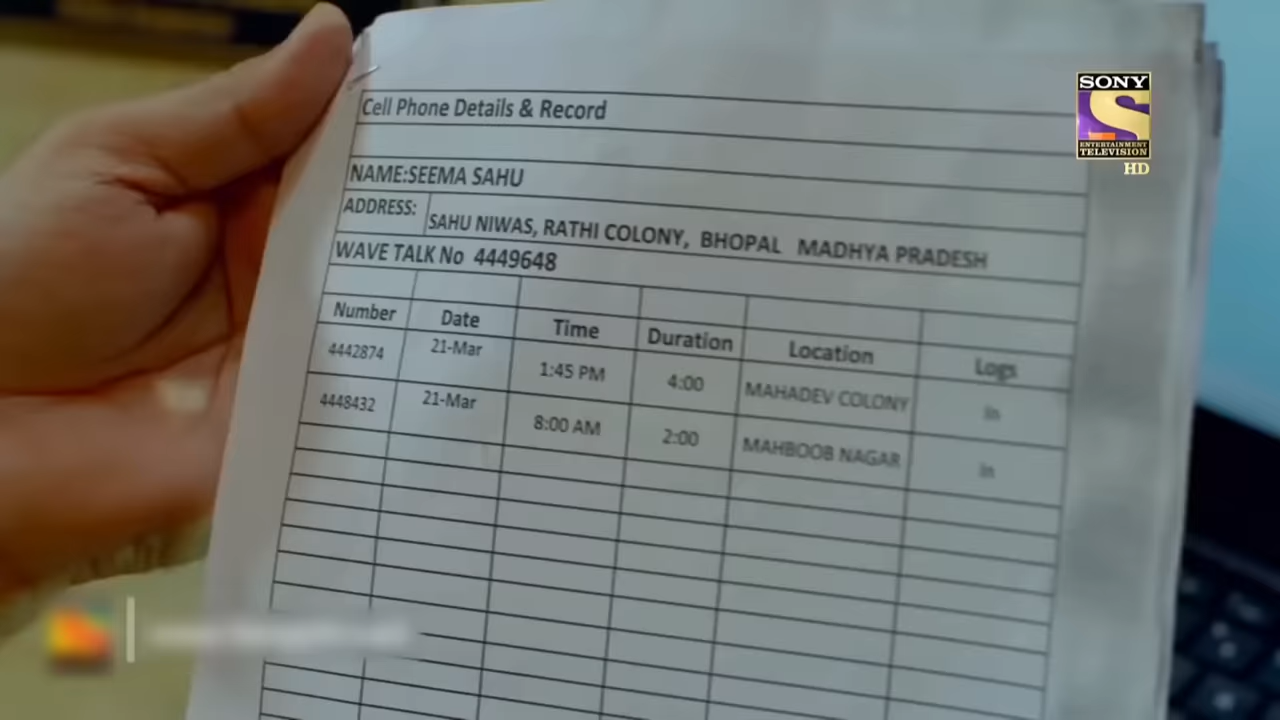 SONY
ENTERTAINMENT
TELEVISION
HD
Cell Phone Details & Record
NAME:SEEMA SAHU
ADDRESS: SAHU NIWAS, RATHI COLONY, BHOPAL MADHYA PRADESH
WAVE TALK No 4449648
Number Date Time Duration Location Logs
4442874 21-Mar 1:45 PM 4:00 MAHADEV COLONY In
4448432 21-Mar 8:00 AM 2:00 MAHBOOB NAGAR In